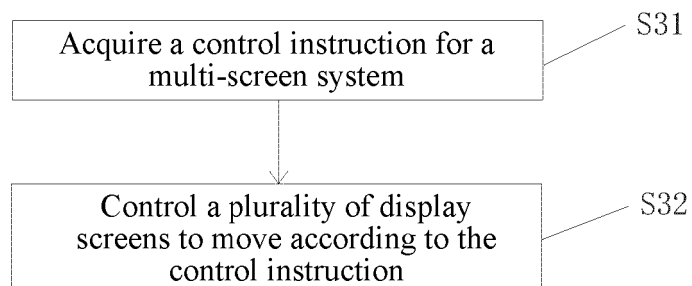 S31
Acquire a control instruction for a
multi-screen system
Control a plurality of display
screens to move according to the
control instruction
S32